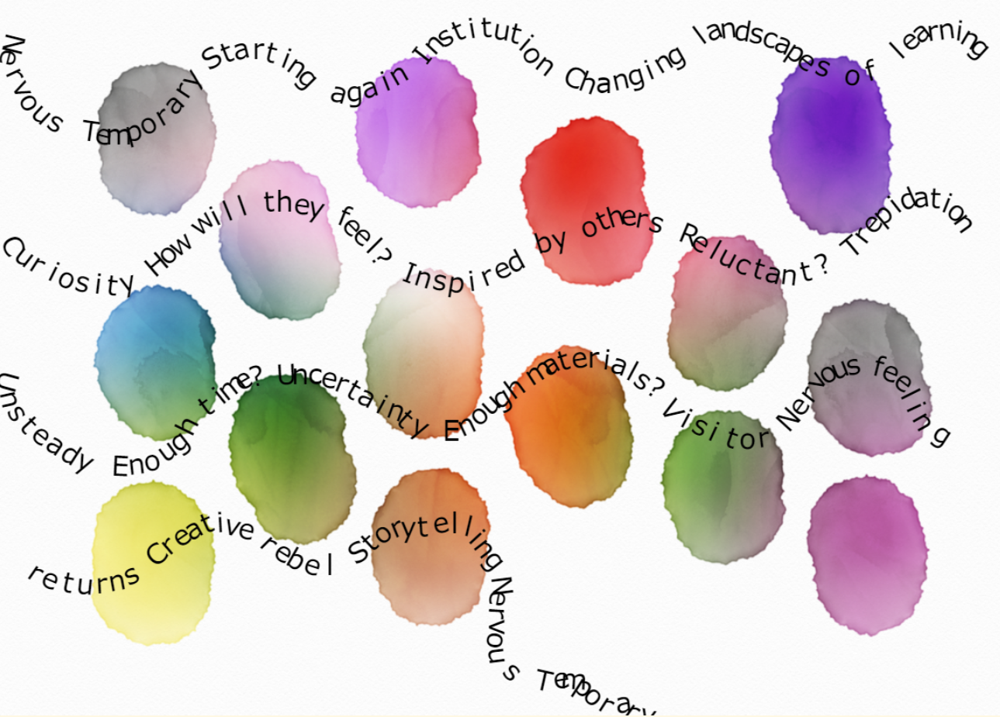 Nervous Temporary Starting again Institution Changing landscapes of learning
Curiosity How will they feel? Inspired by others Reluctant? Trepidation
Unsteady Enough time? Uncertainty Enough materials? Visitor Nervous feeling
returns Creative rebel Storytelling Nervous Temporary